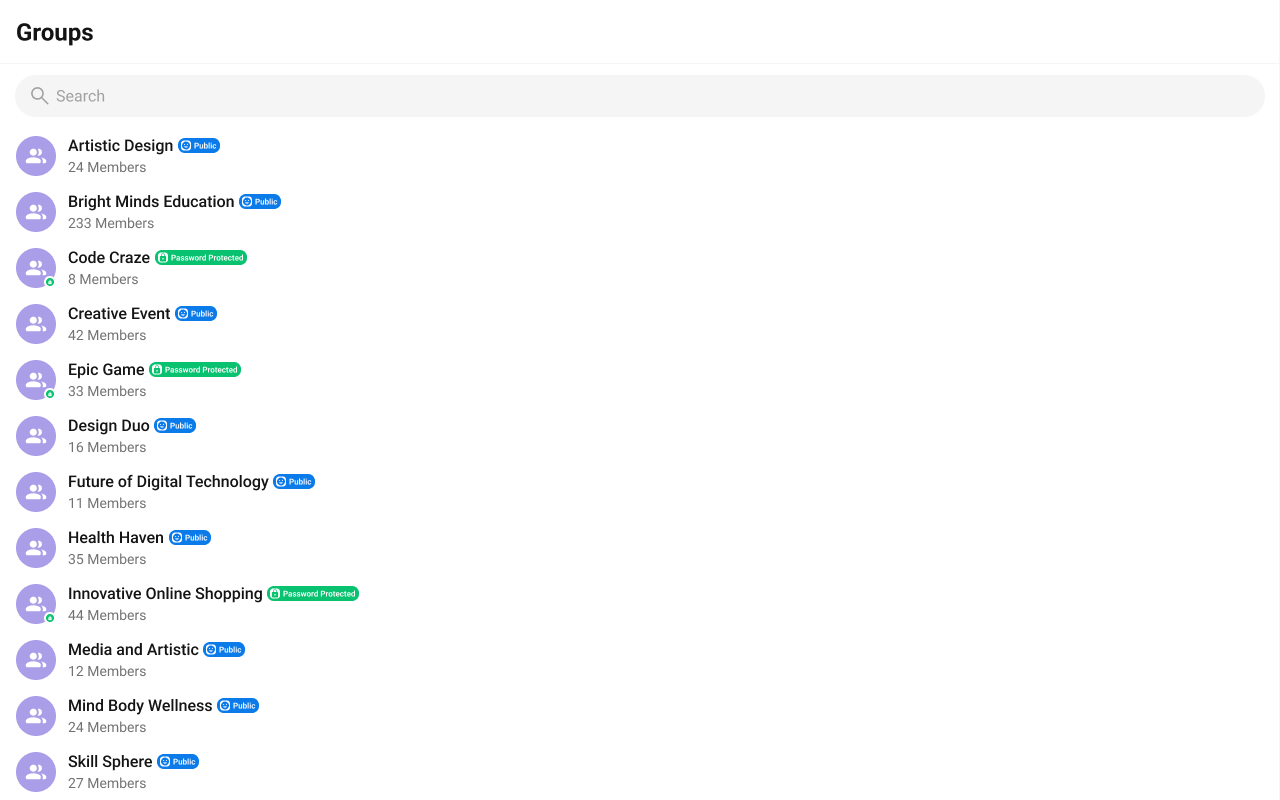 Groups
Search
Artistic Design Public
24 Members
Bright Minds Education Public
233 Members
Code Craze Password Protected
8 Members
Creative Event Public
42 Members
Epic Game Password Protected
33 Members
Design Duo Public
16 Members
Future of Digital Technology Public
11 Members
Health Haven Public
35 Members
Innovative Online Shopping Password Protected
44 Members
Media and Artistic Public
12 Members
Mind Body Wellness Public
24 Members
Skill Sphere Public
27 Members